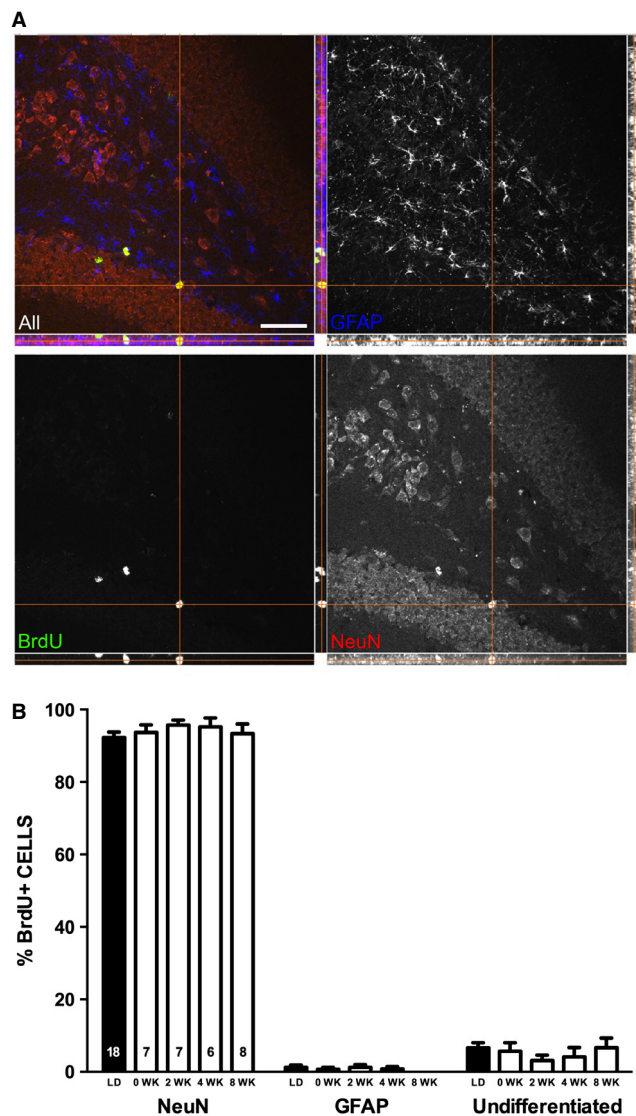 A
All
GFAP
BrdU
NeuN
B
% BrdU+ CELLS
100
80
60
40
20
0
18 7 7 6 8
LD 0 WK 2 WK 4 WK 8 WK LD 0 WK 2 WK 4 WK 8 WK LD 0 WK 2 WK 4 WK 8 WK
NeuN GFAP Undifferentiated